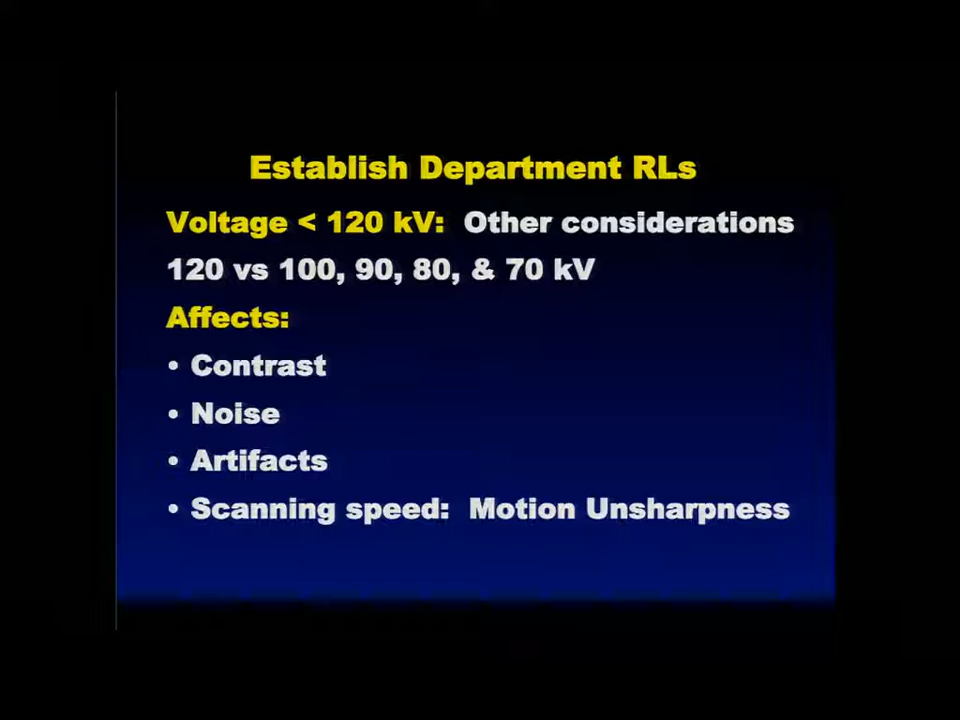 Establish Department RLs
Voltage < 120 kV:  Other considerations
120 vs 100, 90, 80, & 70 kV
Affects:
• Contrast
• Noise
• Artifacts
• Scanning speed:  Motion Unsharpness